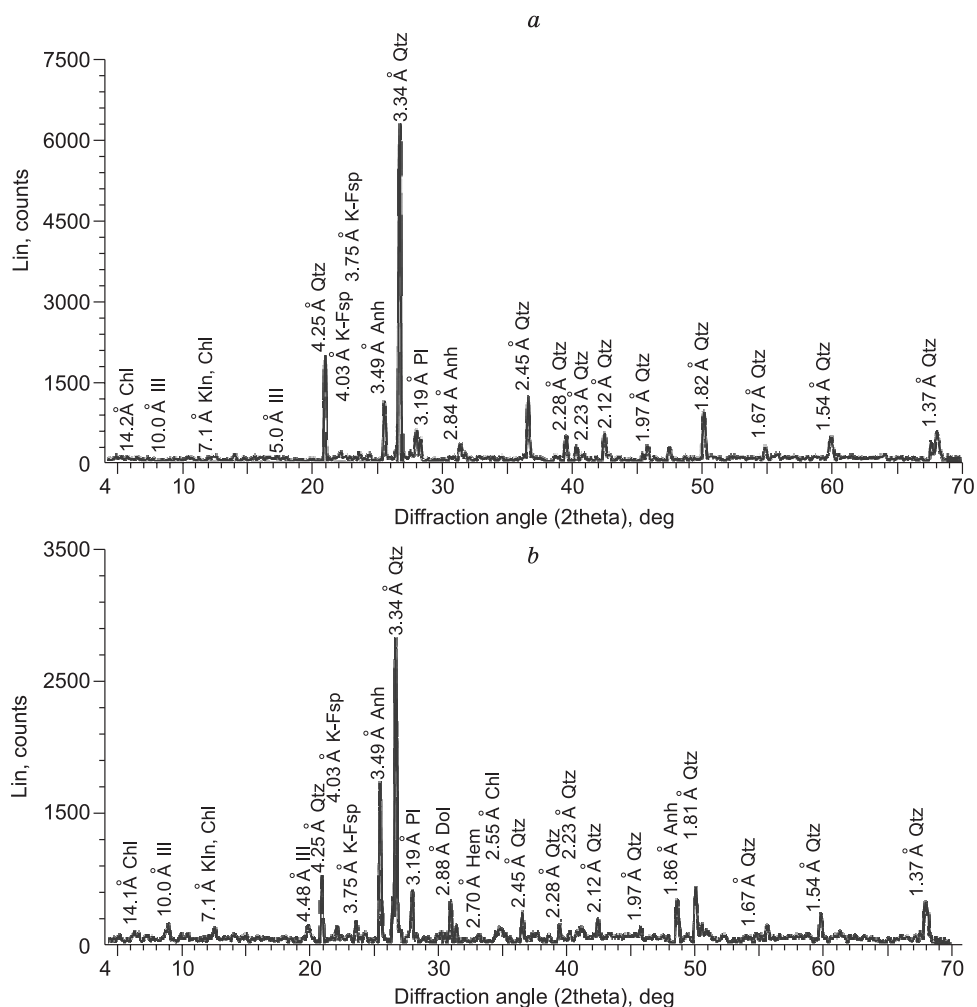 a
7500
6000
4500
3000
1500
0
Lin, counts
14.2Å Chl
10.0 Å Ill
7.1 Å Kln, Chl
5.0 Å Ill
4.25 Å Qtz
4.03 Å K-Fsp
3.75 Å K-Fsp
3.49 Å Anh
3.34 Å Qtz
3.19 Å Pl
2.84 Å Anh
2.45 Å Qtz
2.28 Å Qtz
2.23 Å Qtz
2.12 Å Qtz
1.97 Å Qtz
1.82 Å Qtz
1.67 Å Qtz
1.54 Å Qtz
1.37 Å Qtz
4 10 20 30 40 50 60 70
Diffraction angle (2theta), deg
b
3500
2500
1500
0
Lin, counts
14.1Å Chl
10.0 Å Ill
7.1 Å Kln, Chl
4.48 Å Ill
4.25 Å Qtz
4.03 Å K-Fsp
3.75 Å K-Fsp
3.49 Å Anh
3.34 Å Qtz
3.19 Å Pl
2.88 Å Dol
2.70 Å Hem
2.55 Å Chl
2.45 Å Qtz
2.28 Å Qtz
2.23 Å Qtz
2.12 Å Qtz
1.97 Å Qtz
1.86 Å Anh
1.81 Å Qtz
1.67 Å Qtz
1.54 Å Qtz
1.37 Å Qtz
4 10 20 30 40 50 60 70
Diffraction angle (2theta), deg